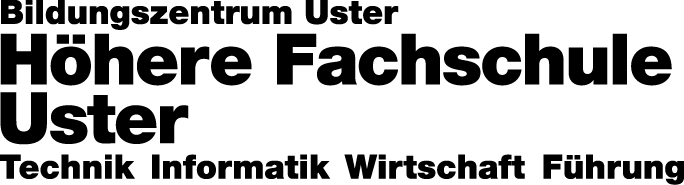 Bildungszentrum Uster
Höhere Fachschule
Uster
Technik Informatik Wirtschaft Führung